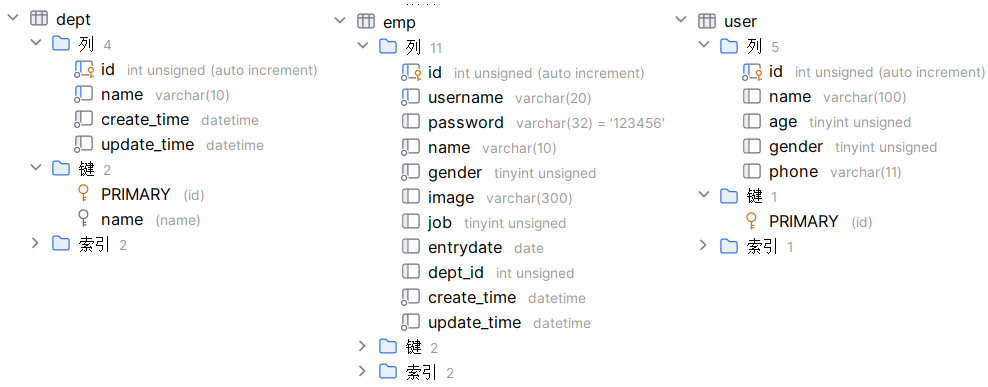 dept
列 4
id int unsigned (auto increment)
name varchar(10)
create_time datetime
update_time datetime
键 2
PRIMARY (id)
name (name)
索引 2
emp
列 11
id int unsigned (auto increment)
username varchar(20)
password varchar(32) = '123456'
name varchar(10)
gender tinyint unsigned
image varchar(300)
job tinyint unsigned
entrydate date
dept_id int unsigned
create_time datetime
update_time datetime
键 2
索引 2
user
列 5
id int unsigned (auto increment)
name varchar(100)
age tinyint unsigned
gender tinyint unsigned
phone varchar(11)
键 1
PRIMARY (id)
索引 1